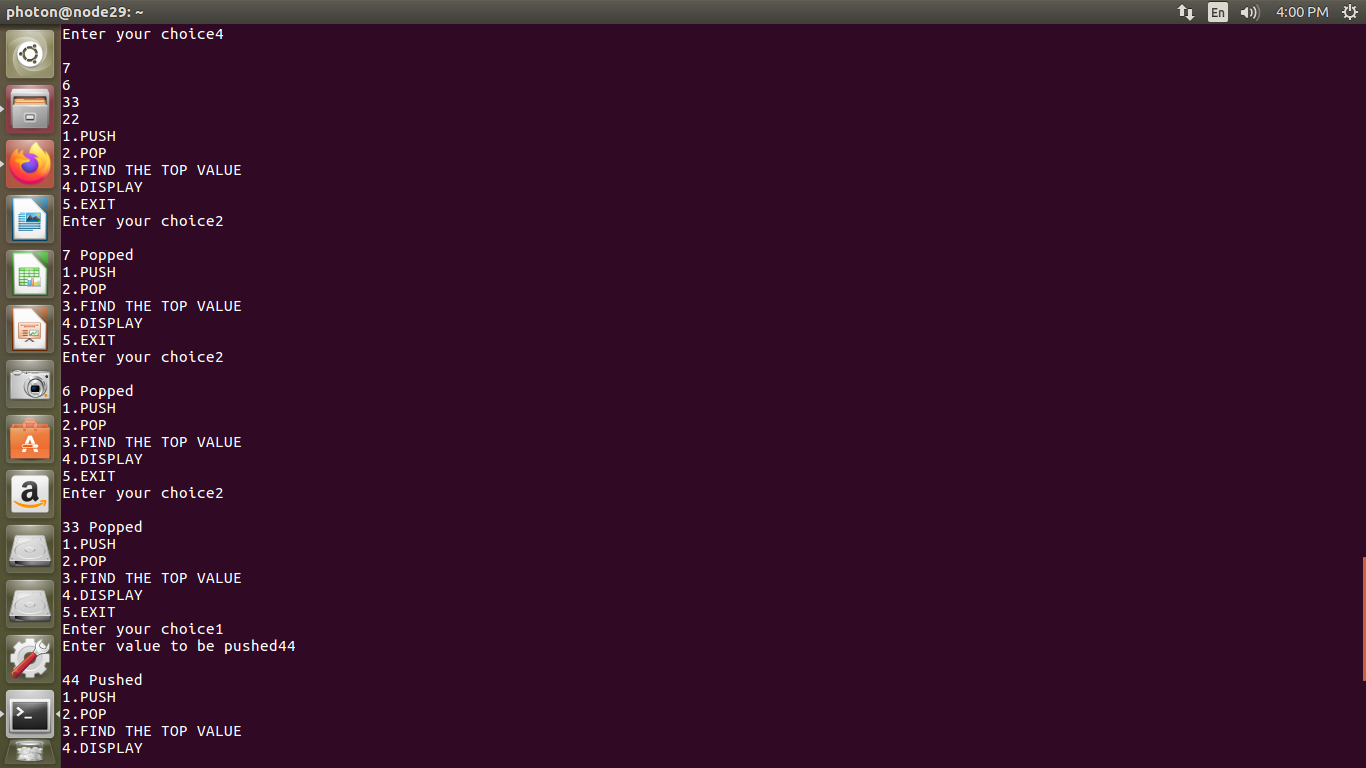 photon@node29: ~
En
4:00 PM
Enter your choice4
7
6
33
22
1.PUSH
2.POP
3.FIND THE TOP VALUE
4.DISPLAY
5.EXIT
Enter your choice2
7 Popped
1.PUSH
2.POP
3.FIND THE TOP VALUE
4.DISPLAY
5.EXIT
Enter your choice2
6 Popped
1.PUSH
2.POP
3.FIND THE TOP VALUE
4.DISPLAY
5.EXIT
Enter your choice2
33 Popped
1.PUSH
2.POP
3.FIND THE TOP VALUE
4.DISPLAY
5.EXIT
Enter your choice1
Enter value to be pushed44
44 Pushed
1.PUSH
2.POP
3.FIND THE TOP VALUE
4.DISPLAY